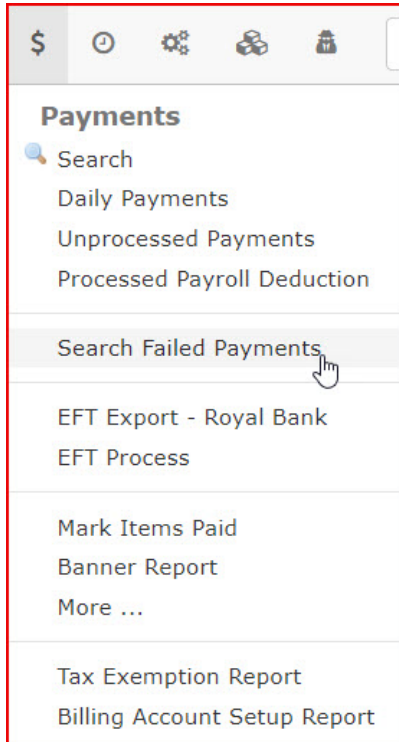 $
Payments
Search
Daily Payments
Unprocessed Payments
Processed Payroll Deduction
Search Failed Payments
EFT Export - Royal Bank
EFT Process
Mark Items Paid
Banner Report
More ...
Tax Exemption Report
Billing Account Setup Report